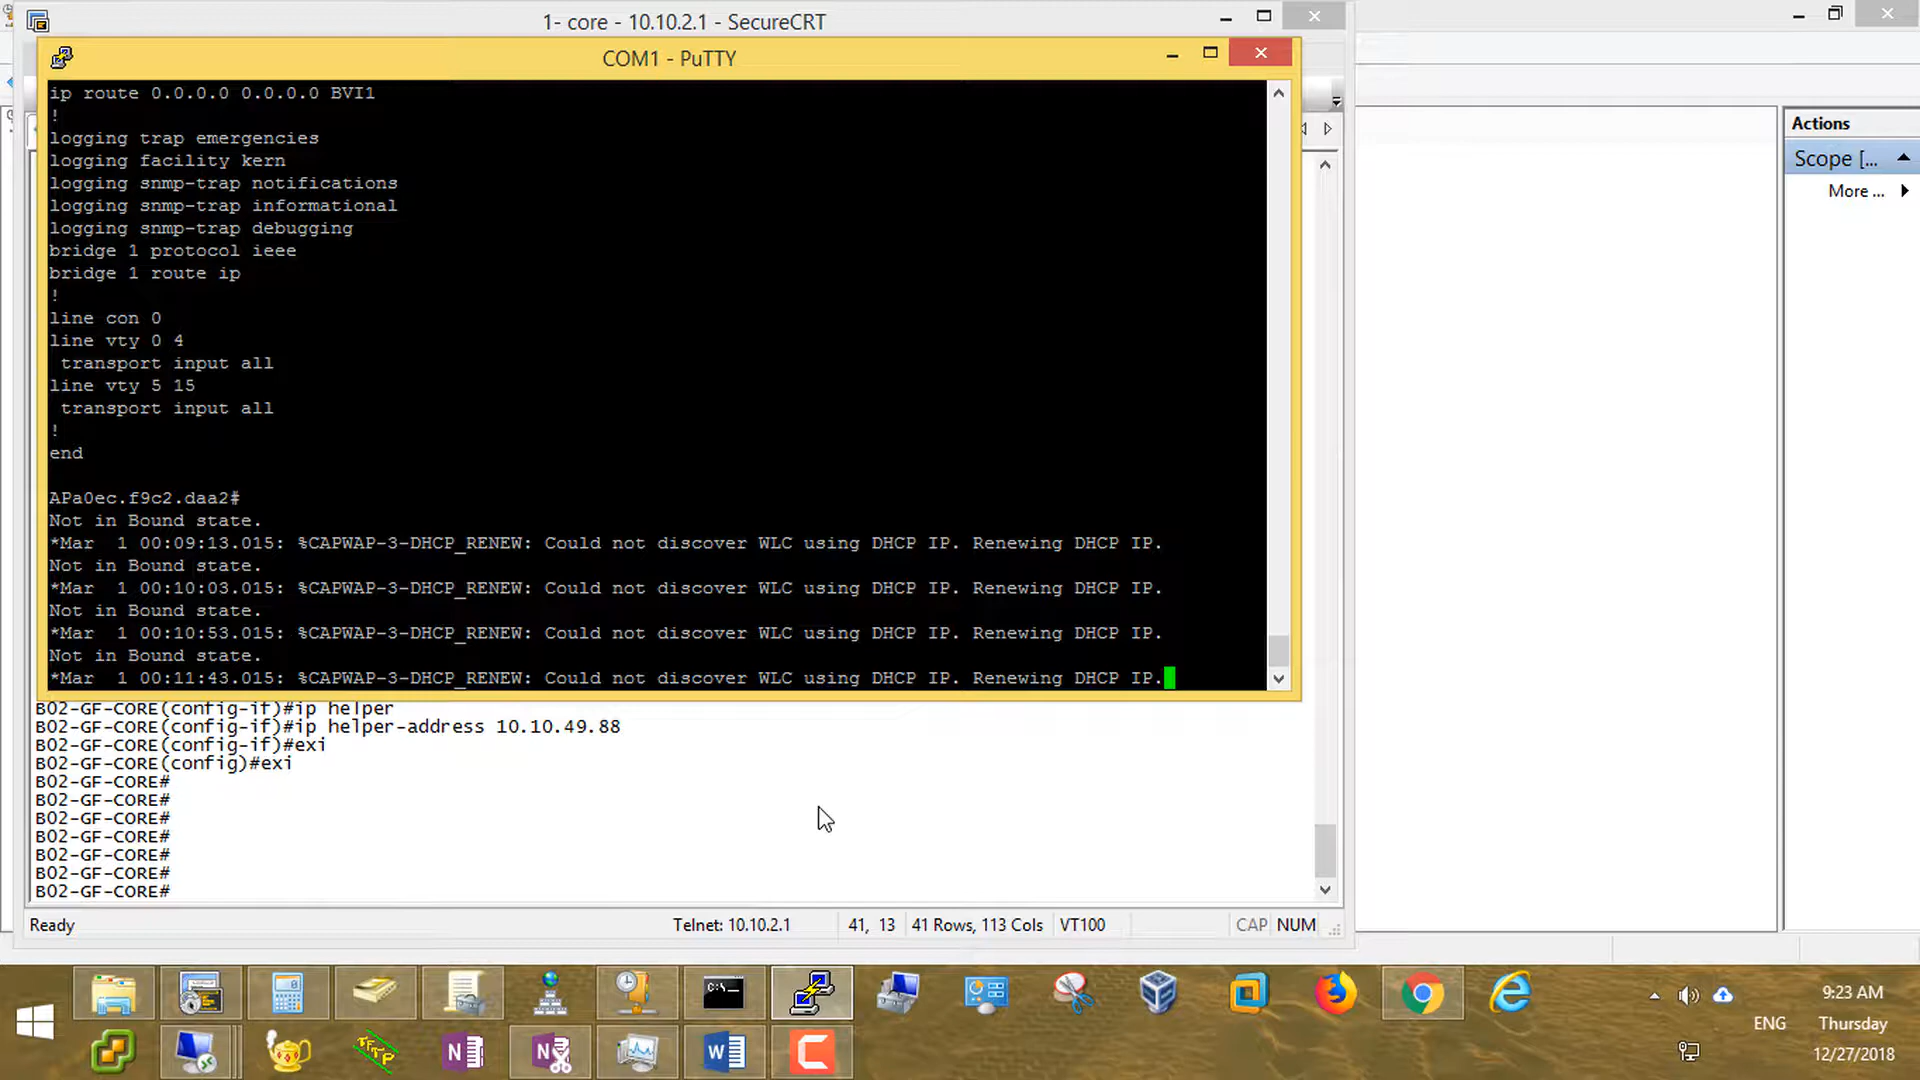 1- core - 10.10.2.1 - SecureCRT
COM1 - PuTTY
ip route 0.0.0.0 0.0.0.0 BVI1
!
logging trap emergencies
logging facility kern
logging snmp-trap notifications
logging snmp-trap informational
logging snmp-trap debugging
bridge 1 protocol ieee
bridge 1 route ip
!
line con 0
line vty 0 4
transport input all
line vty 5 15
transport input all
!
end
APa0ec.f9c2.daa2#
Not in Bound state.
*Mar  1 00:09:13.015: %CAPWAP-3-DHCP_RENEW: Could not discover WLC using DHCP IP. Renewing DHCP IP.
Not in Bound state.
*Mar  1 00:10:03.015: %CAPWAP-3-DHCP_RENEW: Could not discover WLC using DHCP IP. Renewing DHCP IP.
Not in Bound state.
*Mar  1 00:10:53.015: %CAPWAP-3-DHCP_RENEW: Could not discover WLC using DHCP IP. Renewing DHCP IP.
Not in Bound state.
*Mar  1 00:11:43.015: %CAPWAP-3-DHCP_RENEW: Could not discover WLC using DHCP IP. Renewing DHCP IP.
B02-GF-CORE(config-if)#ip helper
B02-GF-CORE(config-if)#ip helper-address 10.10.49.88
B02-GF-CORE(config-if)#exi
B02-GF-CORE(config)#exi
B02-GF-CORE#
B02-GF-CORE#
B02-GF-CORE#
B02-GF-CORE#
B02-GF-CORE#
B02-GF-CORE#
B02-GF-CORE#
Ready
Telnet: 10.10.2.1
41, 13
41 Rows, 113 Cols
VT100
CAP
NUM
Actions
Scope [...
More ...
C:\
TFTP
N
N
W
C
9:23 AM
ENG
Thursday
12/27/2018